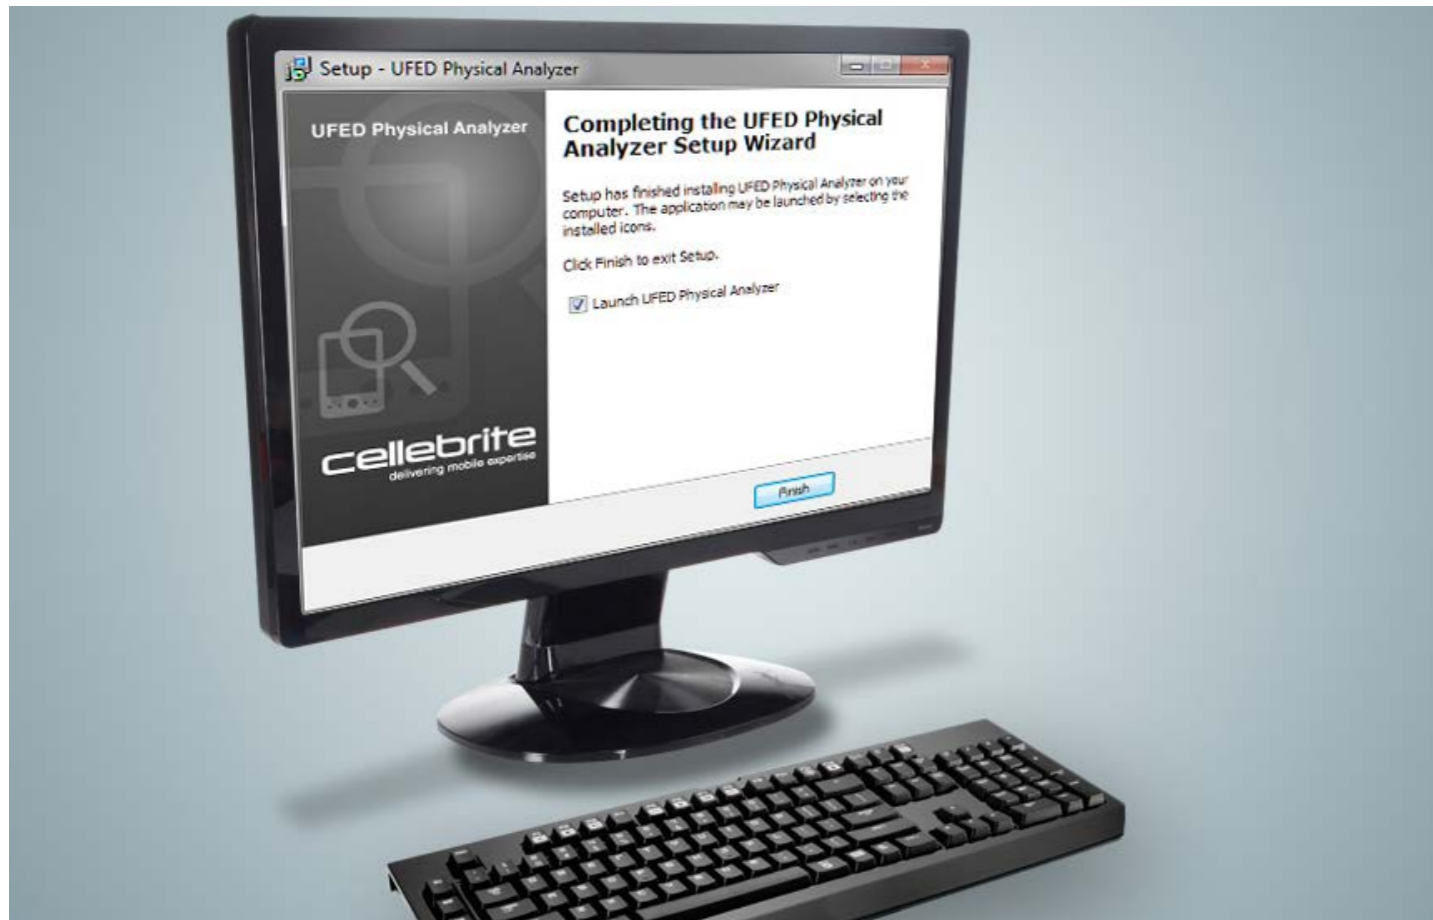 Setup - UFED Physical Analyzer
UFED Physical Analyzer
cellebrite
delivering mobile expertise
Completing the UFED Physical
Analyzer Setup Wizard
Setup has finished installing UFED Physical Analyzer on your
computer. The application may be launched by selecting the
installed icons.
Click Finish to exit Setup.
Launch UFED Physical Analyzer
Finish